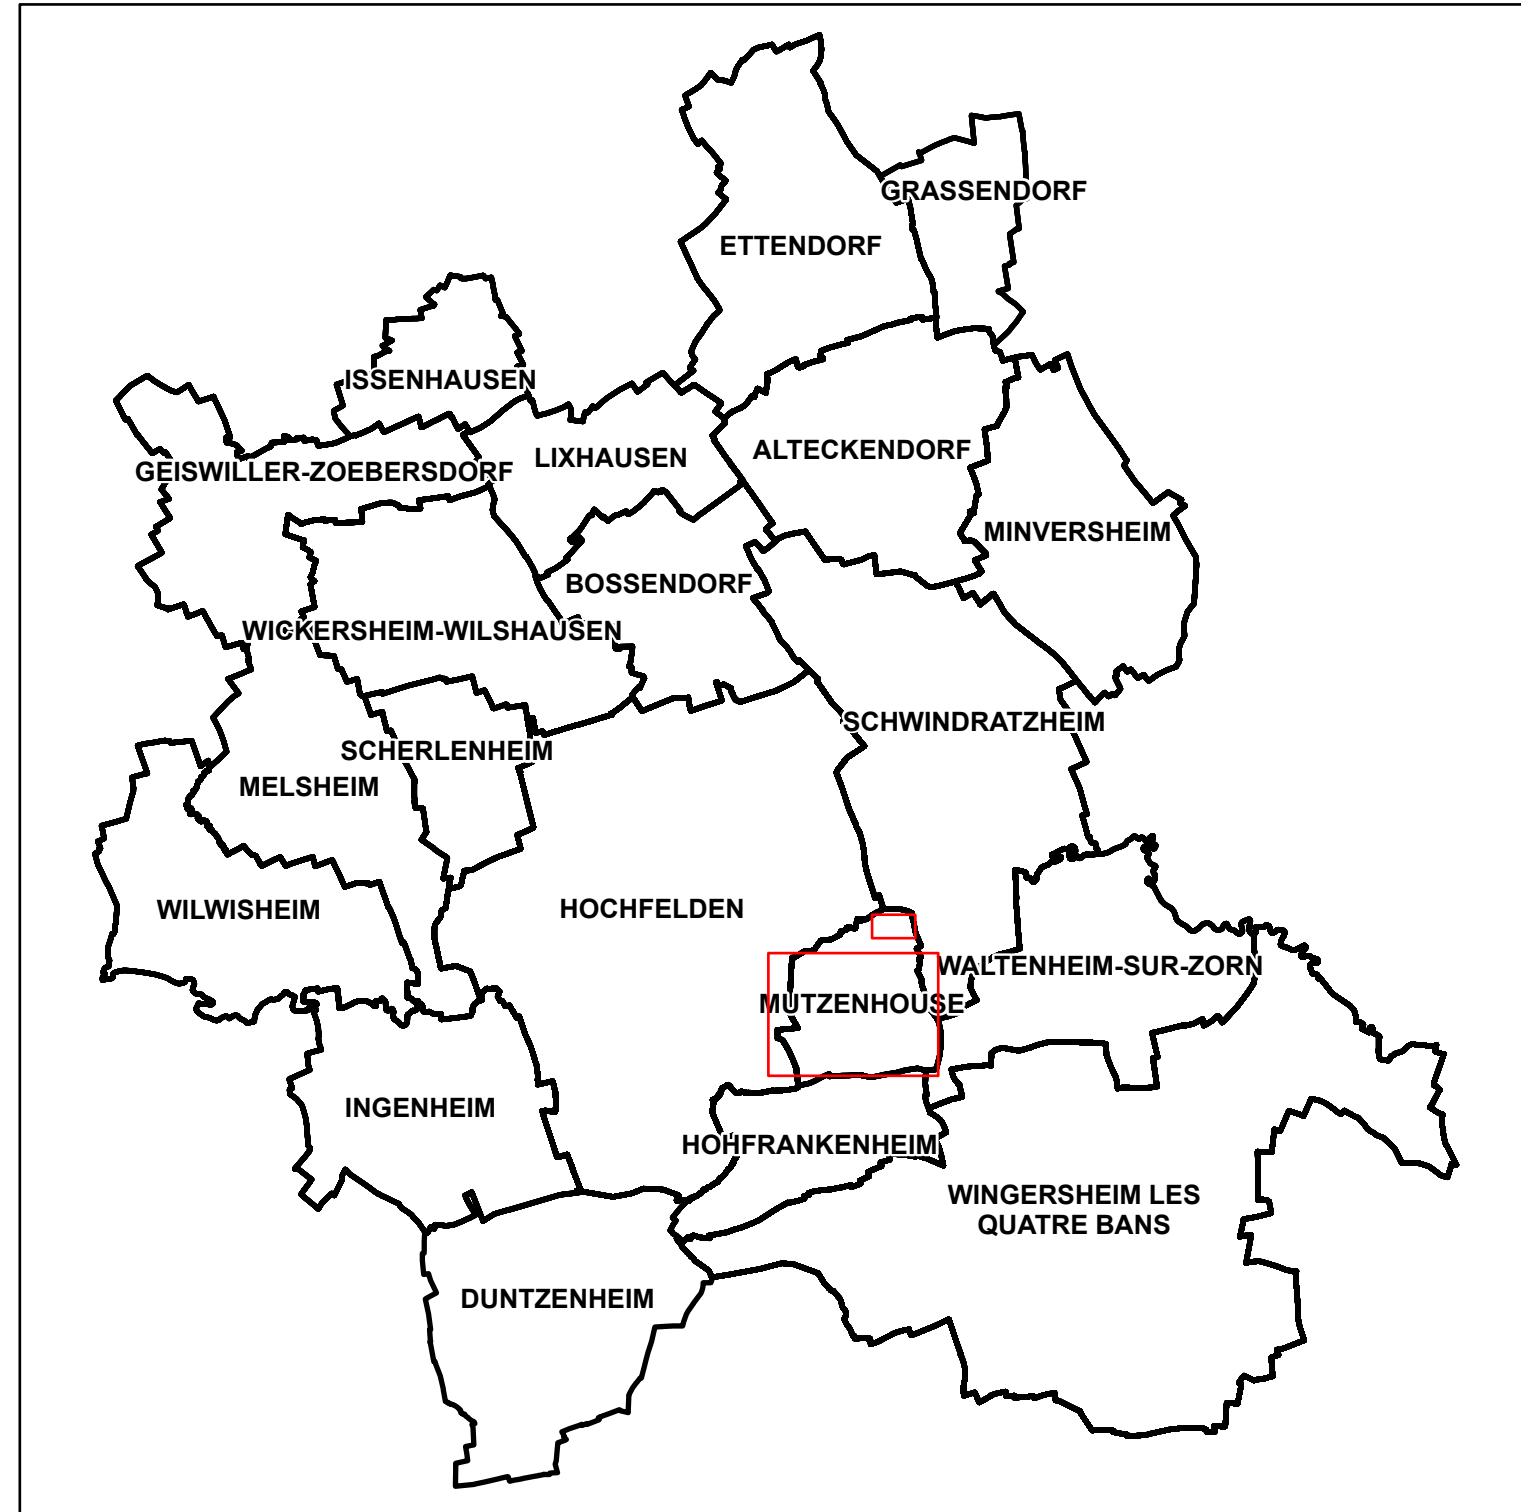 GRASSENDORF
ETTENDORF
ISSENHAUSEN
ALTECKENDORF
LIXHAUSEN
GEISWILLER-ZOEBERSDORF
MINVERSHEIM
BOSSENDORF
WICKERSHEIM-WILSHAUSEN
SCHWINDRATZHEIM
SCHERLENHEIM
MELSHEIM
WILWISHEIM
HOCHFELDEN
WALTENHEIM-SUR-ZORN
MUTZENHOUSE
INGENHEIM
HOHFRANKENHEIM
WINGERSHEIM LES
QUATRE BANS
DUNTZENHEIM